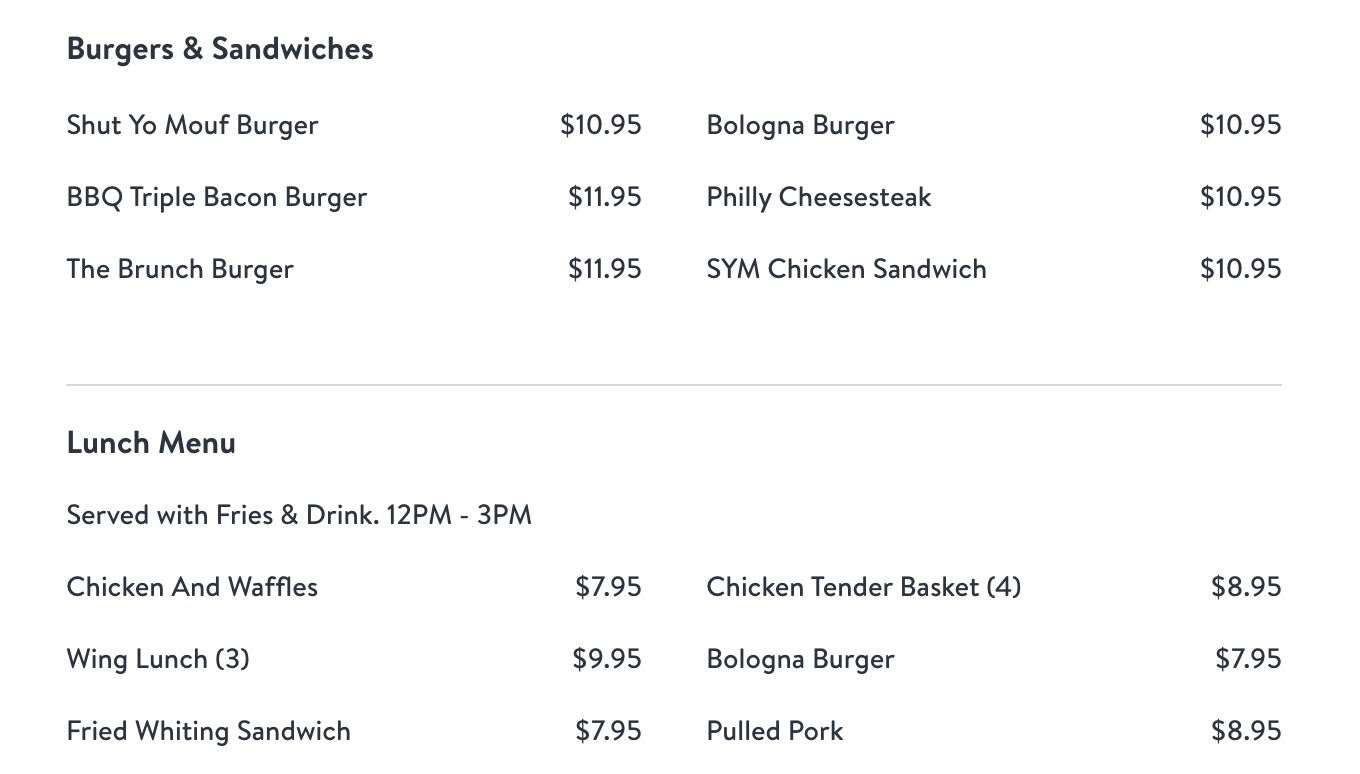 Burgers & Sandwiches
Shut Yo Mouf Burger $10.95 Bologna Burger $10.95
BBQ Triple Bacon Burger $11.95 Philly Cheesesteak $10.95
The Brunch Burger $11.95 SYM Chicken Sandwich $10.95
Lunch Menu
Served with Fries & Drink. 12PM - 3PM
Chicken And Waffles $7.95 Chicken Tender Basket (4) $8.95
Wing Lunch (3) $9.95 Bologna Burger $7.95
Fried Whiting Sandwich $7.95 Pulled Pork $8.95